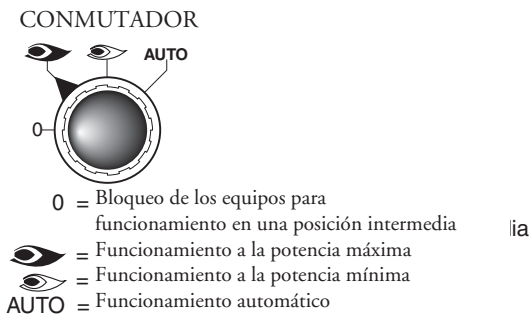 CONMUTADOR
AUTO
0
0 = Bloqueo de los equipos para
funcionamiento en una posición intermedia
lia
= Funcionamiento a la potencia máxima
= Funcionamiento a la potencia mínima
AUTO = Funcionamiento automático